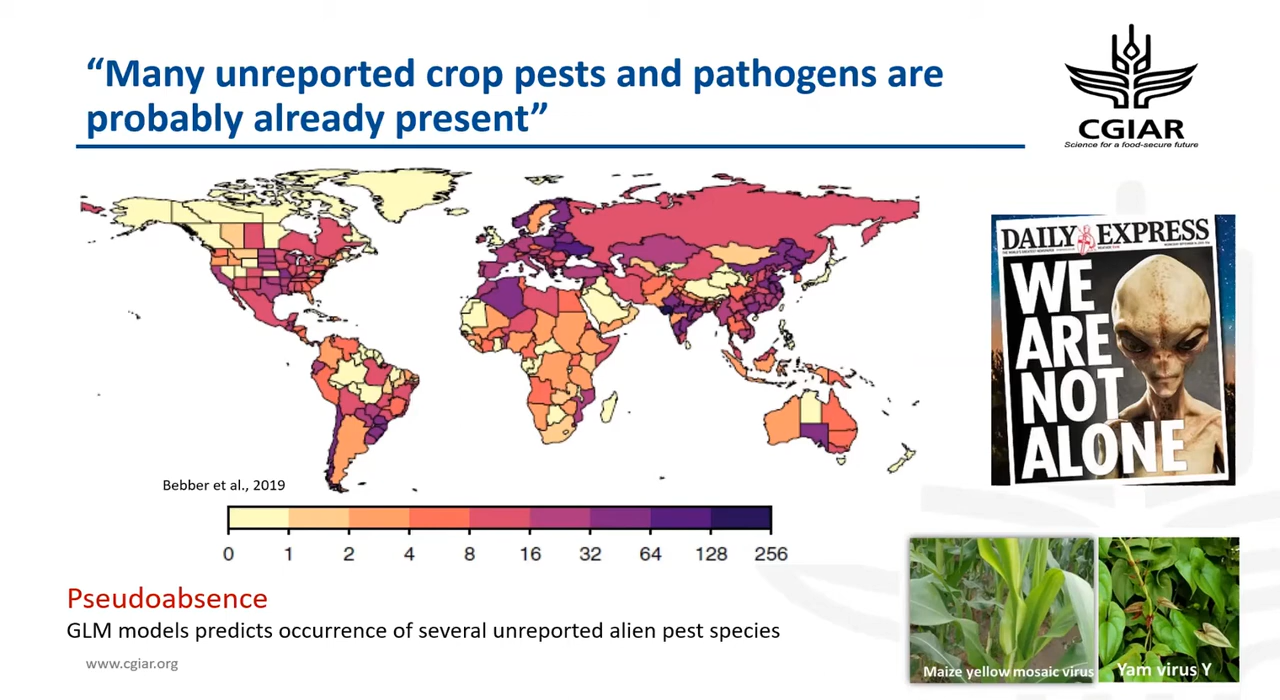 “Many unreported crop pests and pathogens are
probably already present”
CGIAR
Science for a food-secure future
DAILY EXPRESS
WE
ARE
NOT
ALONE
Bebber et al., 2019
0 1 2 4 8 16 32 64 128 256
Pseudoabsence
GLM models predicts occurrence of several unreported alien pest species
www.cgiar.org
Maize yellow mosaic virus
Yam virus Y